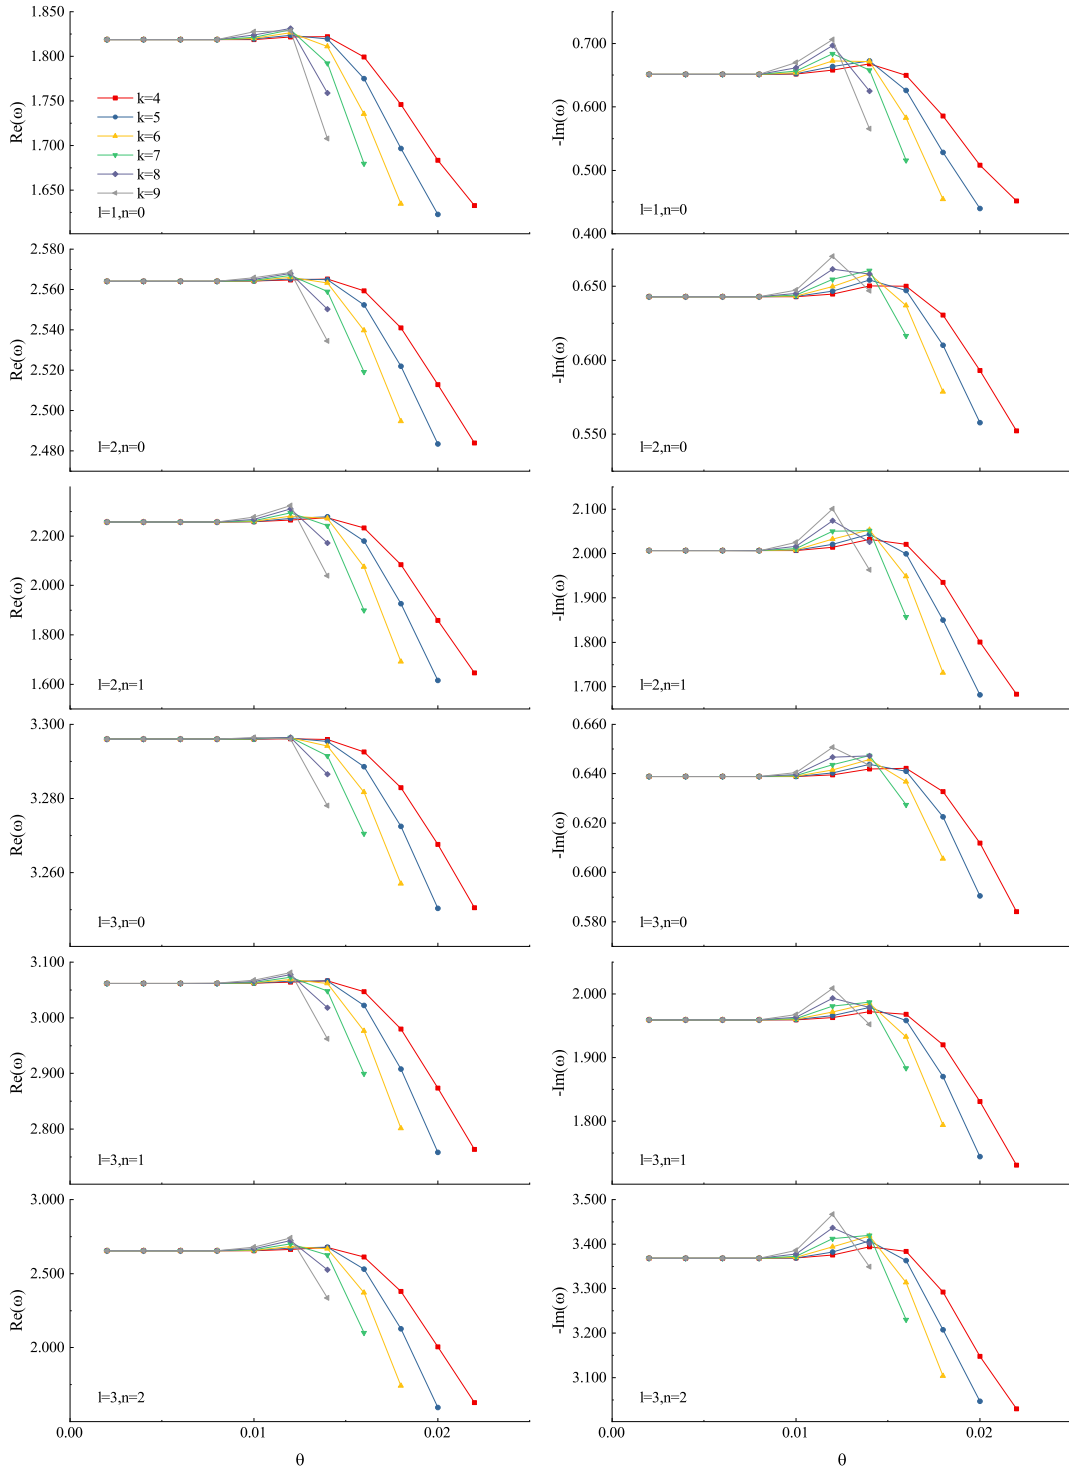 1.850
1.800
1.750
1.700
1.650
Re(ω)
k=4
k=5
k=6
k=7
k=8
k=9
l=1,n=0
0.700
0.600
0.500
0.400
-Im(ω)
l=1,n=0
2.580
2.560
2.540
2.520
2.500
2.480
Re(ω)
l=2,n=0
0.650
0.600
0.550
-Im(ω)
l=2,n=0
2.200
2.000
1.800
1.600
Re(ω)
l=2,n=1
2.100
2.000
1.900
1.800
1.700
-Im(ω)
l=2,n=1
3.300
3.280
3.260
Re(ω)
l=3,n=0
0.660
0.640
0.620
0.600
0.580
-Im(ω)
l=3,n=0
3.100
3.000
2.900
2.800
Re(ω)
l=3,n=1
2.000
1.900
1.800
-Im(ω)
l=3,n=1
3.000
2.500
2.000
Re(ω)
l=3,n=2
0.00
0.01
0.02
θ
3.500
3.400
3.300
3.200
3.100
-Im(ω)
l=3,n=2
0.00
0.01
0.02
θ